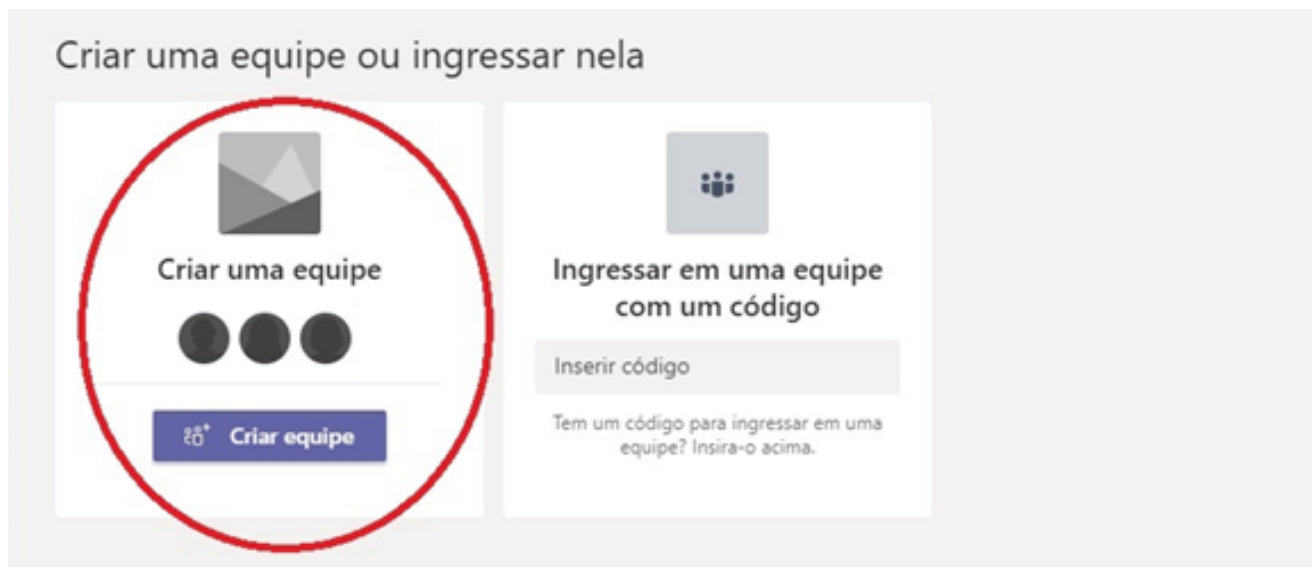 Criar uma equipe ou ingressar nela
Criar uma equipe
Criar equipe
Ingressar em uma equipe
com um código
Inserir código
Tem um código para ingressar em uma
equipe? Insira-o acima.